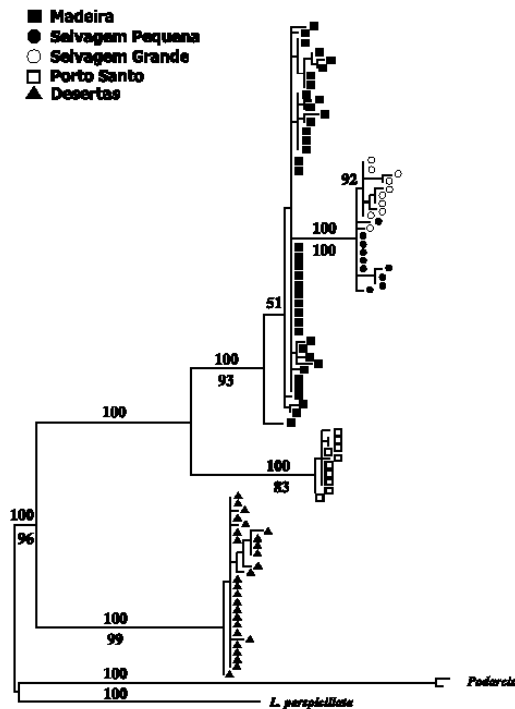 Madeira
Selvagem Pequena
Selvagem Grande
Porto Santo
Desertas
92
100
100
51
100
93
100
100
83
100
96
100
99
100
Podarcis
100
L. perspicillata